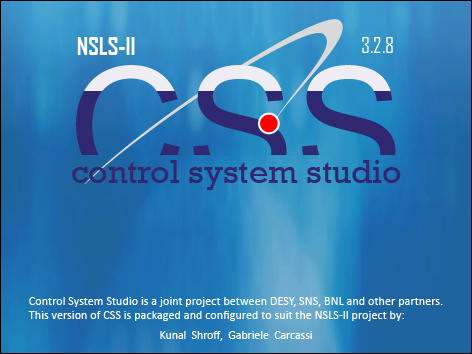 NSLS-II 3.2.8
CSS
control system studio
Control System Studio is a joint project between DESY, SNS, BNL and other partners.
This version of CSS is packaged and configured to suit the NSLS-II project by:
Kunal Shroff, Gabriele Carcassi